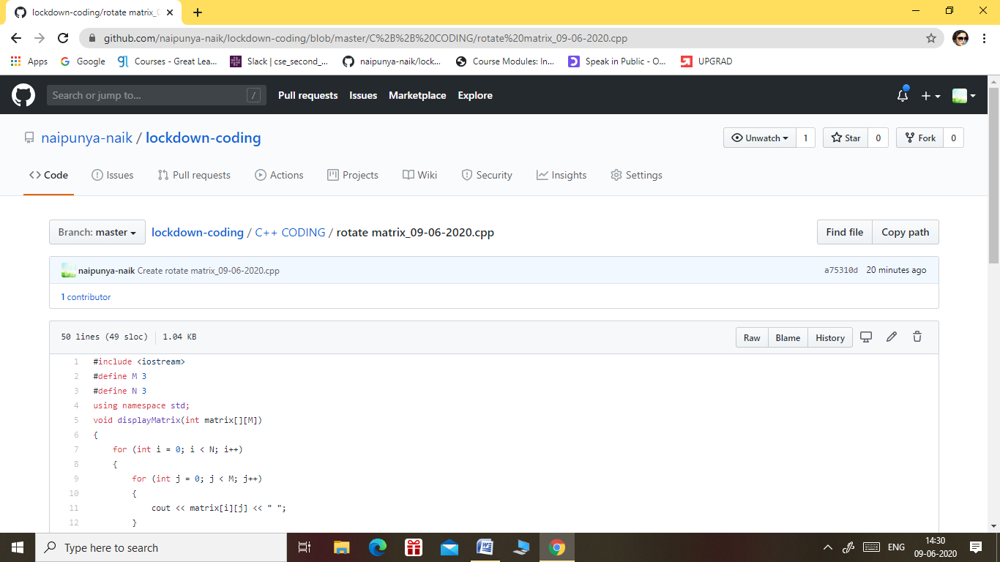 lockdown-coding/rotate matrix_0
github.com/naipunya-naik/lockdown-coding/blob/master/C%2B%2B%20CODING/rotate%20matrix_09-06-2020.cpp
Apps Google Courses - Great Lea... Slack | cse_second_... naipunya-naik/lock... Course Modules: In... Speak in Public - O... UPGRAD
Search or jump to... / Pull requests Issues Marketplace Explore
naipunya-naik / lockdown-coding Unwatch 1 Star 0 Fork 0
Code Issues Pull requests Actions Projects Wiki Security Insights Settings
Branch: master lockdown-coding / C++ CODING / rotate matrix_09-06-2020.cpp Find file Copy path
naipunya-naik Create rotate matrix_09-06-2020.cpp a75310d 20 minutes ago
1 contributor
50 lines (49 sloc) 1.04 KB Raw Blame History
1 #include <iostream>
2 #define M 3
3 #define N 3
4 using namespace std;
5 void displayMatrix(int matrix[][M])
6 {
7 for (int i = 0; i < N; i++)
8 {
9 for (int j = 0; j < M; j++)
10 {
11 cout << matrix[i][j] << " ";
12 }
Type here to search ENG 14:30
09-06-2020